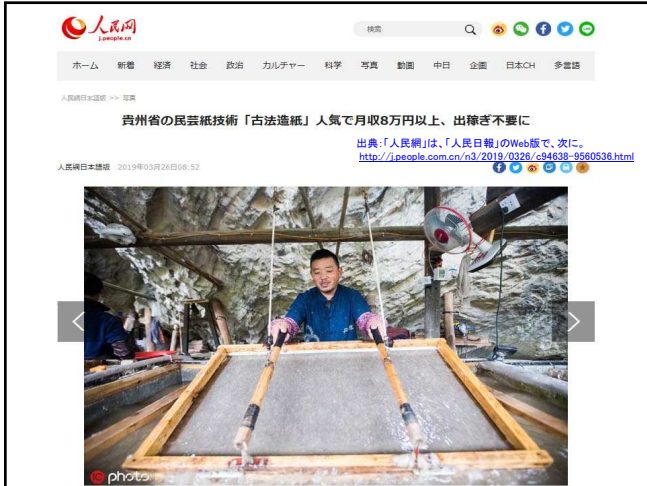 人民网
j.people.cn
検索
ホーム 新着 経済 社会 政治 カルチャー 科学 写真 動画 中日 企画 日本CH 多言語
人民網日本語版 >> 写真
貴州省の民芸紙技術「古法造紙」人気で月収8万円以上、出稼ぎ不要に
出典:「人民網」は、「人民日報」のWeb版で、次に。
http://j.people.com.cn/n3/2019/0326/c94638-9560536.html
人民網日本語版 2019年03月26日08:52
photo